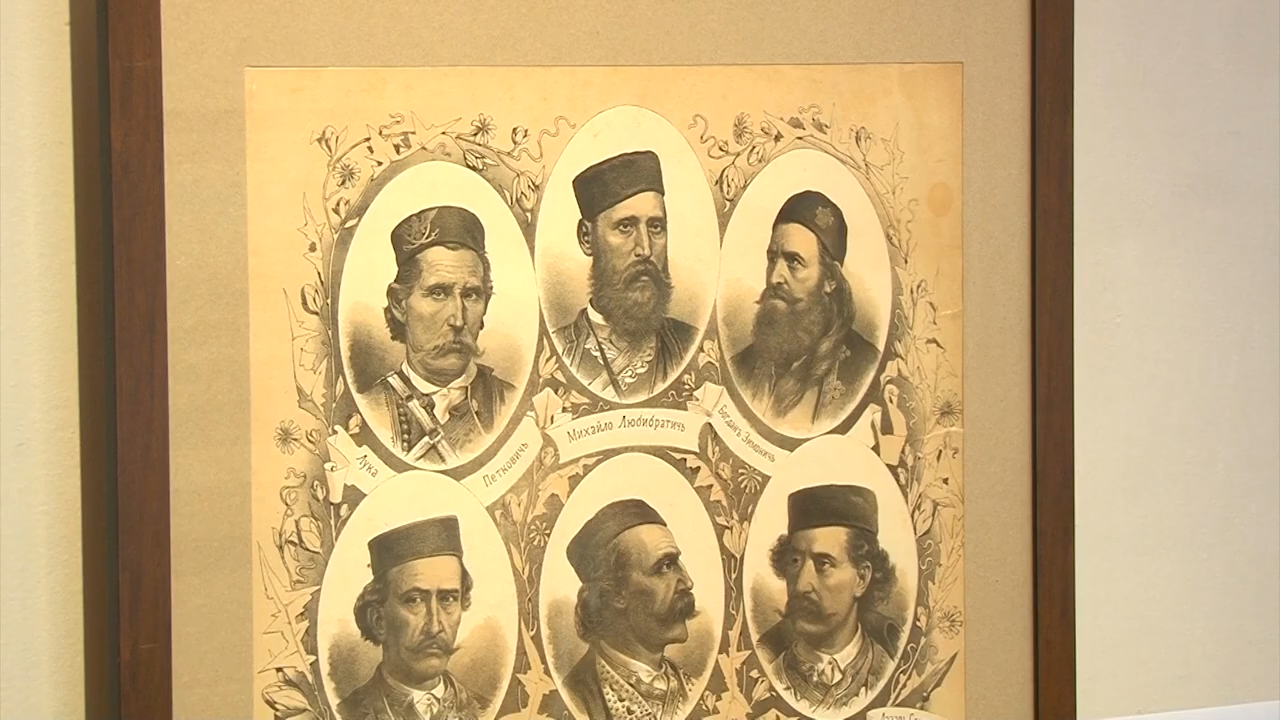 Лука Петковичь
Михайло Любибратичь
Богданъ Зимоничь